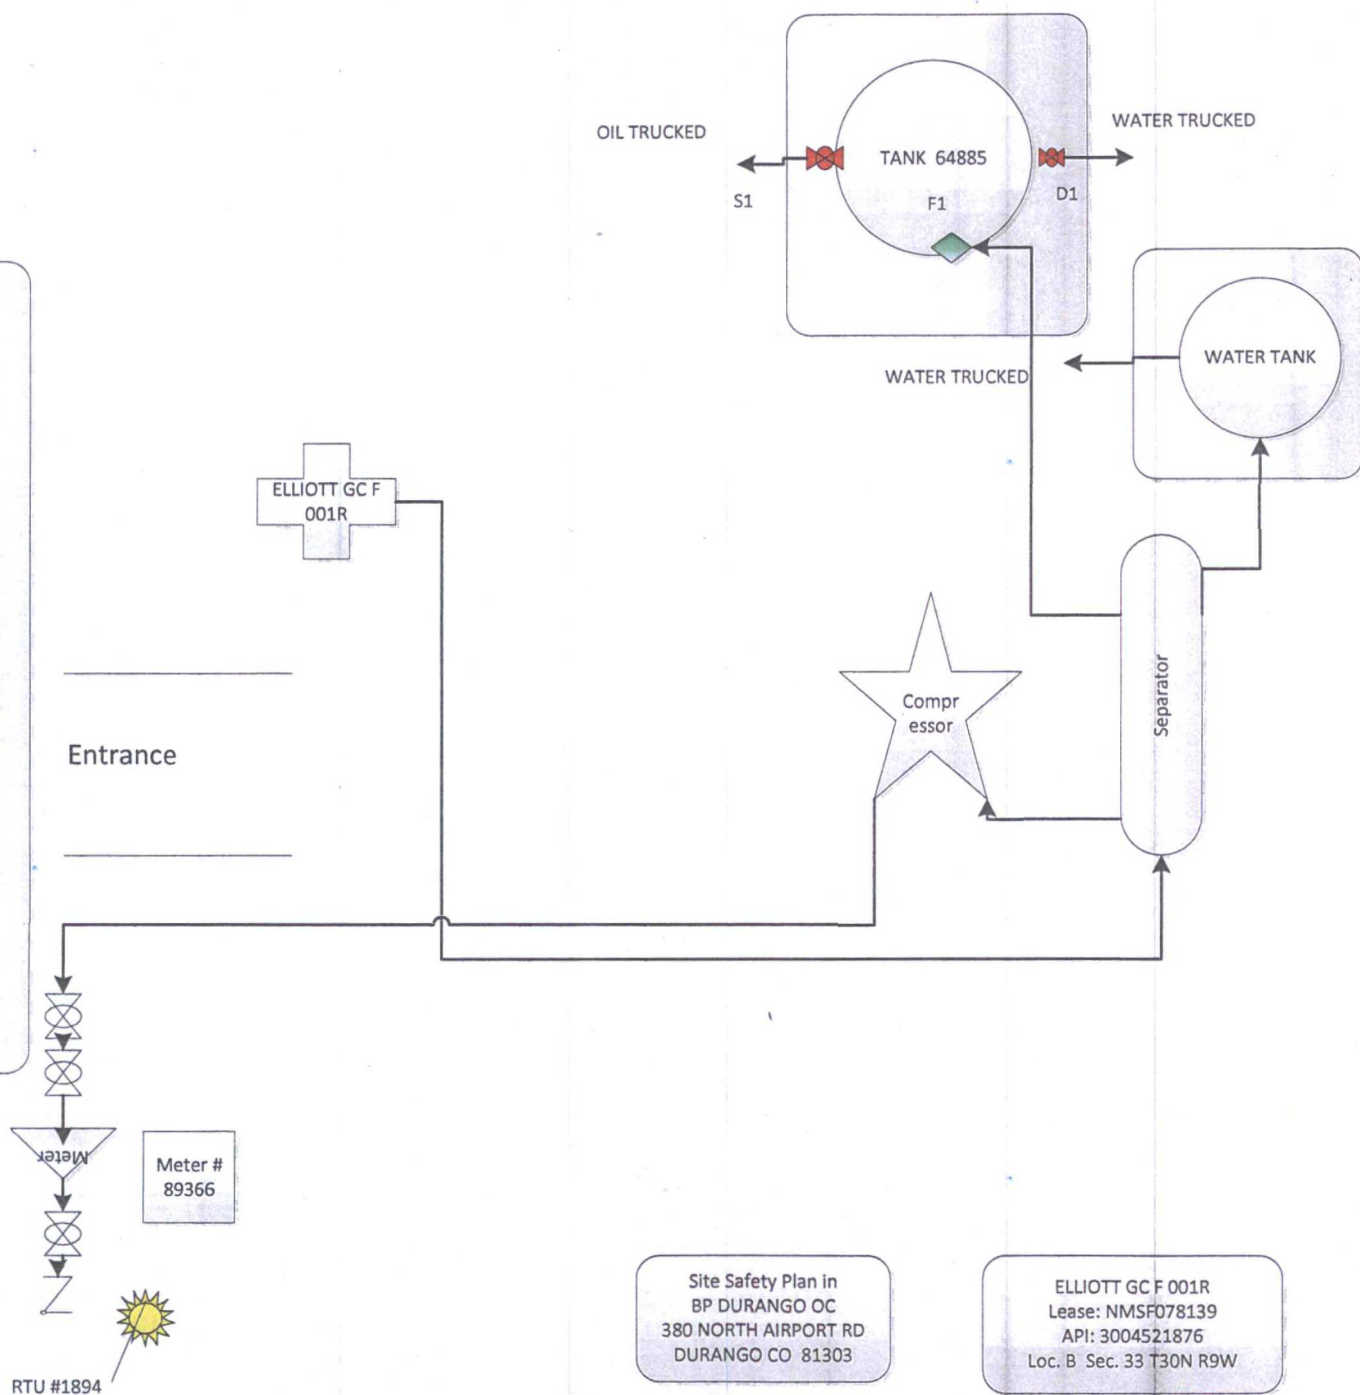 OIL TRUCKED
WATER TRUCKED
TANK 64885
S1
F1
D1
WATER TANK
WATER TRUCKED
ELLIOTT GC F
001R
Separator
Compr
essor
Entrance
Meter
Meter #
89366
Site Safety Plan in
BP DURANGO OC
380 NORTH AIRPORT RD
DURANGO CO 81303
ELLIOTT GC F 001R
Lease: NMSF078139
API: 3004521876
Loc. B Sec. 33 T30N R9W
RTU #1894